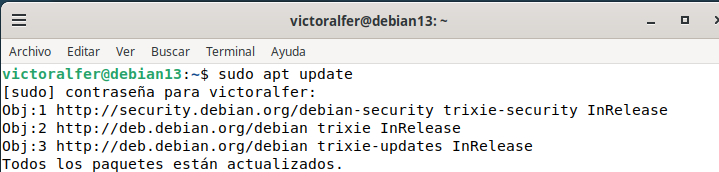 victoralfer@debian13: ~
Archivo Editar Ver Buscar Terminal Ayuda
victoralfer@debian13:~$ sudo apt update
[sudo] contraseña para victoralfer:
Obj:1 http://security.debian.org/debian-security trixie-security InRelease
Obj:2 http://deb.debian.org/debian trixie InRelease
Obj:3 http://deb.debian.org/debian trixie-updates InRelease
Todos los paquetes están actualizados.